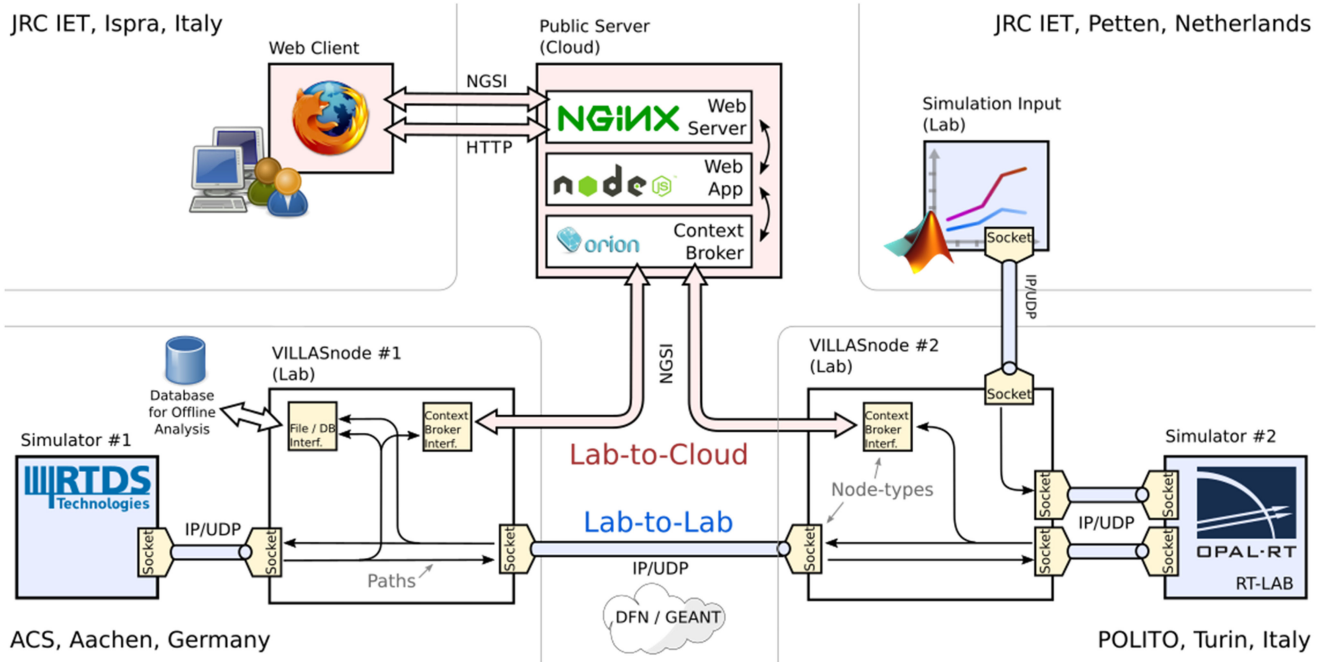 JRC IET, Ispra, Italy
Web Client
NGSI
HTTP
Public Server
(Cloud)
NGiNX
Web
Server
node
JS
Web
App
orion
Context
Broker
JRC IET, Petten, Netherlands
Simulation Input
(Lab)
Socket
IP/UDP
Socket
NGSI
Database
for Offline
Analysis
VILLASnode #1
(Lab)
File / DB
Interf.
Context
Broker
Interf.
Simulator #1
RTDS
Technologies
Socket
IP/UDP
Socket
Paths
Socket
Lab-to-Cloud
Lab-to-Lab
IP/UDP
DFN / GEANT
VILLASnode #2
(Lab)
Context
Broker
Interf.
Node-types
Socket
Socket
Socket
IP/UDP
Socket
Socket
Simulator #2
OPAL-RT
RT-LAB
ACS, Aachen, Germany
POLITO, Turin, Italy